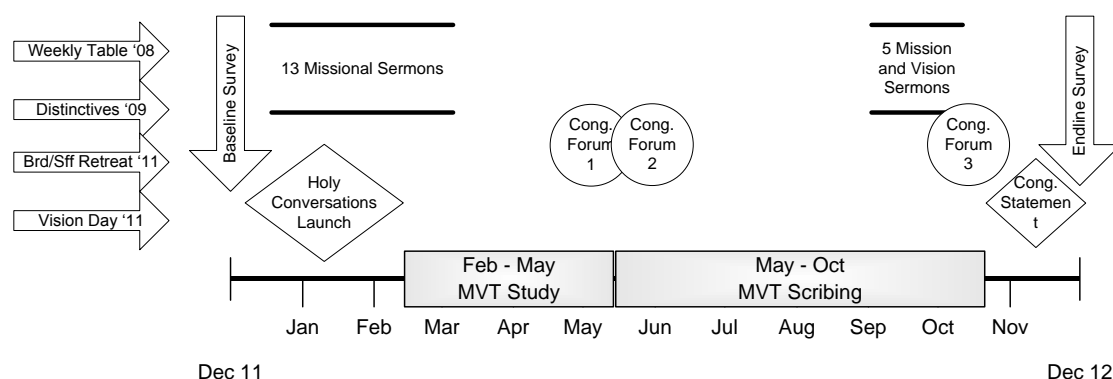 Weekly Table ‘08
Distinctives ‘09
Brd/Sff Retreat ’11
Vision Day ‘11
Baseline Survey
13 Missional Sermons
Holy
Conversations
Launch
Cong.
Forum
1
Cong.
Forum
2
5 Mission
and Vision
Sermons
Cong.
Forum
3
Cong.
Statemen
t
Endline Survey
Feb - May
MVT Study
May - Oct
MVT Scribing
Jan
Feb
Mar
Apr
May
Jun
Jul
Aug
Sep
Oct
Nov
Dec 11
Dec 12